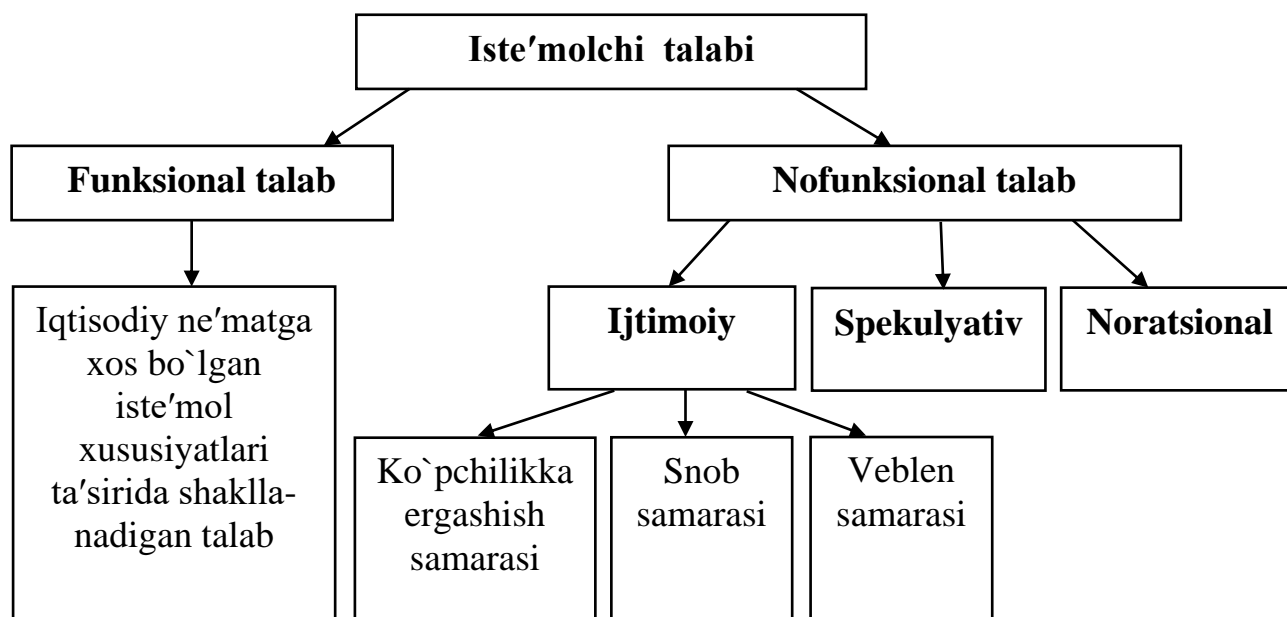 Iste′molchi talabi
Funksional talab
Nofunksional talab
Iqtisodiy ne′matga
xos bo`lgan
iste′mol
xususiyatlari
ta′sirida shaklla-
nadigan talab
Ijtimoiy
Spekulyativ
Noratsional
Ko`pchilikka
ergashish
samarasi
Snob
samarasi
Veblen
samarasi